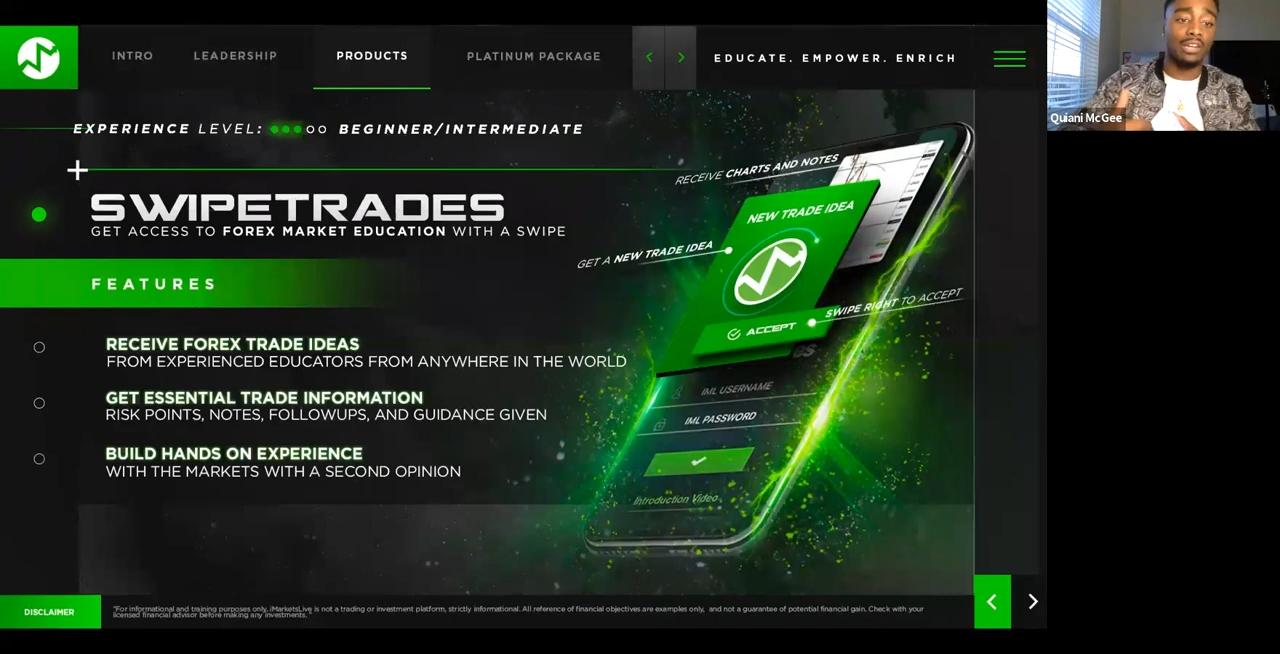 INTRO
LEADERSHIP
PRODUCTS
PLATINUM PACKAGE
EDUCATE. EMPOWER. ENRICH
Quiani McGee
EXPERIENCE LEVEL: BEGINNER/INTERMEDIATE
SWIPETRADES
GET ACCESS TO FOREX MARKET EDUCATION WITH A SWIPE
FEATURES
RECEIVE FOREX TRADE IDEAS
FROM EXPERIENCED EDUCATORS FROM ANYWHERE IN THE WORLD
GET ESSENTIAL TRADE INFORMATION
RISK POINTS, NOTES, FOLLOWUPS, AND GUIDANCE GIVEN
BUILD HANDS ON EXPERIENCE
WITH THE MARKETS WITH A SECOND OPINION
RECEIVE CHARTS AND NOTES
NEW TRADE IDEA
GET A NEW TRADE IDEA
SWIPE RIGHT TO ACCEPT
ACCEPT
IML USERNAME
IML PASSWORD
Introduction Video
DISCLAIMER
"For informational and training purposes only, iMarketsLive is not a trading or investment platform, strictly informational. All reference of financial objectives are examples only, and not a guarantee of potential financial gain. Check with your
licensed financial advisor before making any investments."